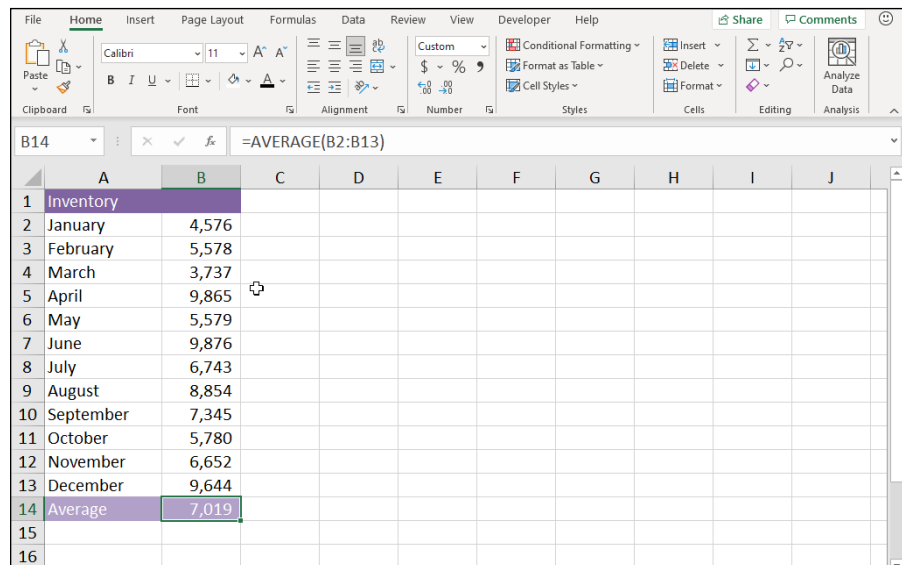 File Home Insert Page Layout Formulas Data Review View Developer Help Share Comments
Paste
Calibri 11 A^ A˅
B I U A
ab
Custom
$ % 9
.00 .00
Conditional Formatting
Format as Table
Cell Styles
Insert
Delete
Format
Analyze
Data
Clipboard Font Alignment Number Styles Cells Editing Analysis
B14 fx =AVERAGE(B2:B13)
A B C D E F G H I J
1 Inventory
2 January 4,576
3 February 5,578
4 March 3,737
5 April 9,865
6 May 5,579
7 June 9,876
8 July 6,743
9 August 8,854
10 September 7,345
11 October 5,780
12 November 6,652
13 December 9,644
14 Average 7,019
15
16